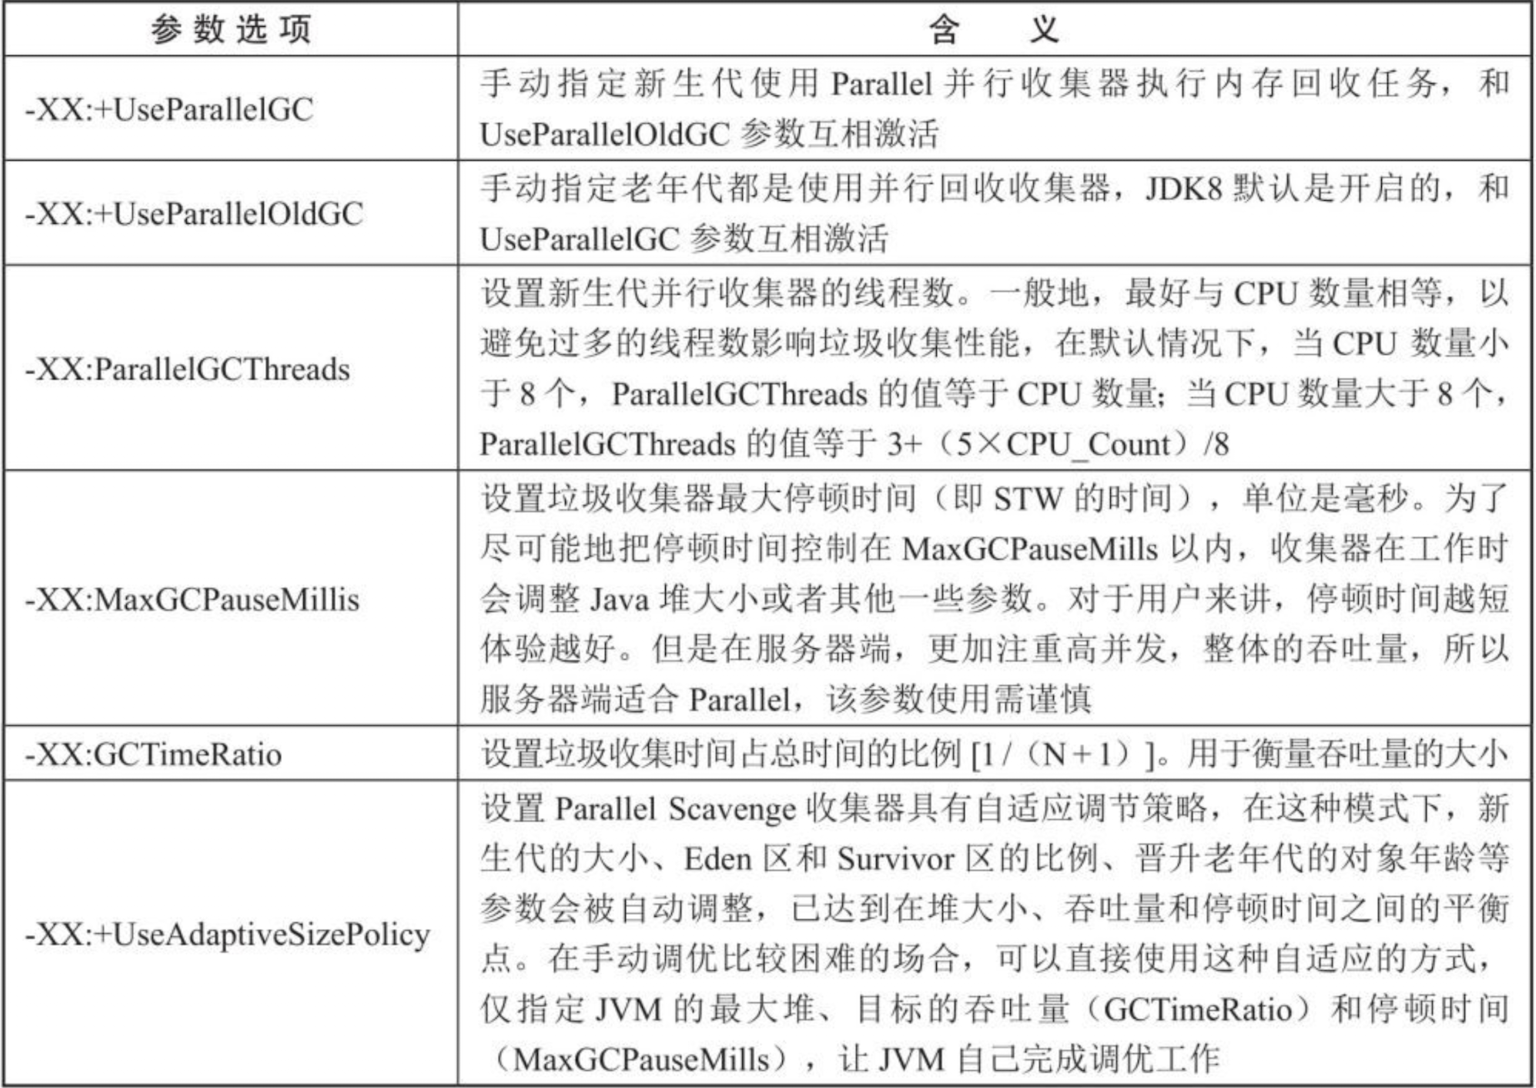 参数选项 含 义
-XX:+UseParallelGC
手动指定新生代使用 Parallel 并行收集器执行内存回收任务，和
UseParallelOldGC 参数互相激活
-XX:+UseParallelOldGC
手动指定老年代都是使用并行回收收集器，JDK8 默认是开启的，和
UseParallelGC 参数互相激活
-XX:ParallelGCThreads
设置新生代并行收集器的线程数。一般地，最好与 CPU 数量相等，以
避免过多的线程数影响垃圾收集性能，在默认情况下，当 CPU 数量小
于 8 个，ParallelGCThreads 的值等于 CPU 数量；当 CPU 数量大于 8 个，
ParallelGCThreads 的值等于 3+（5×CPU_Count）/8
-XX:MaxGCPauseMillis
设置垃圾收集器最大停顿时间（即 STW 的时间），单位是毫秒。为了
尽可能地把停顿时间控制在 MaxGCPauseMills 以内，收集器在工作时
会调整 Java 堆大小或者其他一些参数。对于用户来讲，停顿时间越短
体验越好。但是在服务器端，更加注重高并发，整体的吞吐量，所以
服务器端适合 Parallel，该参数使用需谨慎
-XX:GCTimeRatio
设置垃圾收集时间占总时间的比例 [1 /（N + 1）]。用于衡量吞吐量的大小
-XX:+UseAdaptiveSizePolicy
设置 Parallel Scavenge 收集器具有自适应调节策略，在这种模式下，新
生代的大小、Eden 区和 Survivor 区的比例、晋升老年代的对象年龄等
参数会被自动调整，已达到在堆大小、吞吐量和停顿时间之间的平衡
点。在手动调优比较困难的场合，可以直接使用这种自适应的方式，
仅指定 JVM 的最大堆、目标的吞吐量（GCTimeRatio）和停顿时间
（MaxGCPauseMills），让 JVM 自己完成调优工作